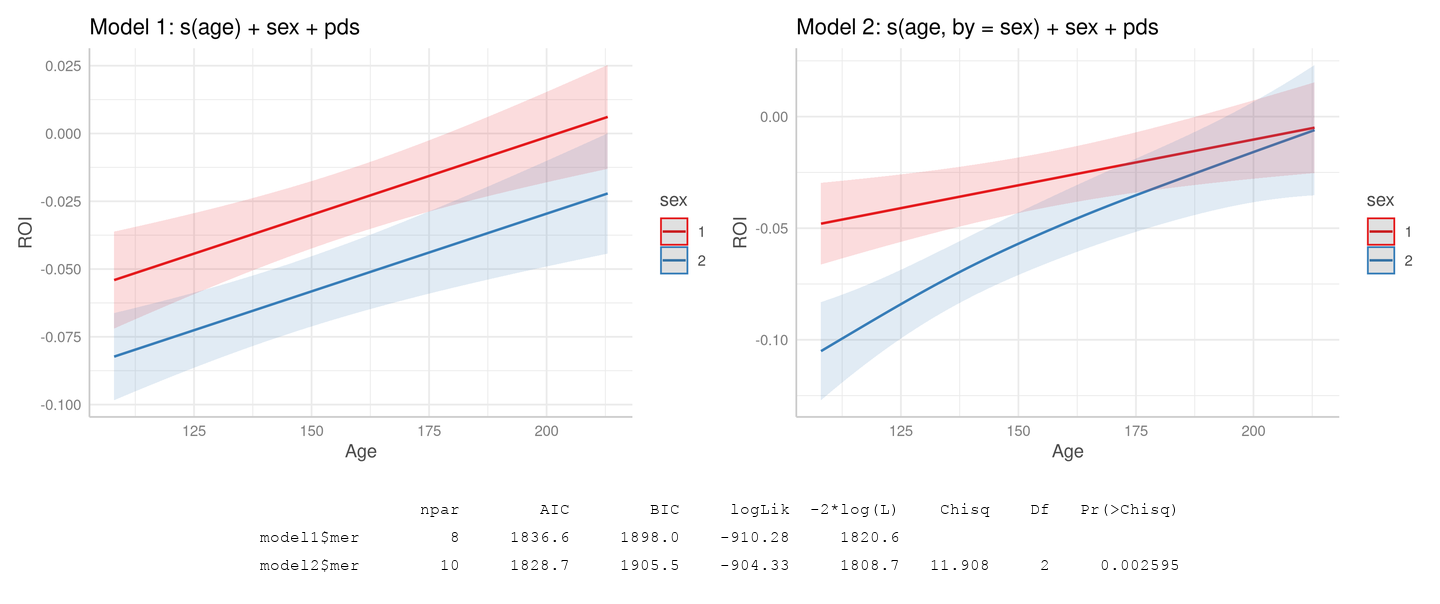 Model 1: s(age) + sex + pds
0.025
0.000
-0.025
-0.050
-0.075
-0.100
ROI
125 150 175 200
Age
sex
1
2
Model 2: s(age, by = sex) + sex + pds
0.00
-0.05
-0.10
ROI
125 150 175 200
Age
sex
1
2
npar AIC BIC logLik -2*log(L) Chisq Df Pr(>Chisq)
model1$mer 8 1836.6 1898.0 -910.28 1820.6
model2$mer 10 1828.7 1905.5 -904.33 1808.7 11.908 2 0.002595